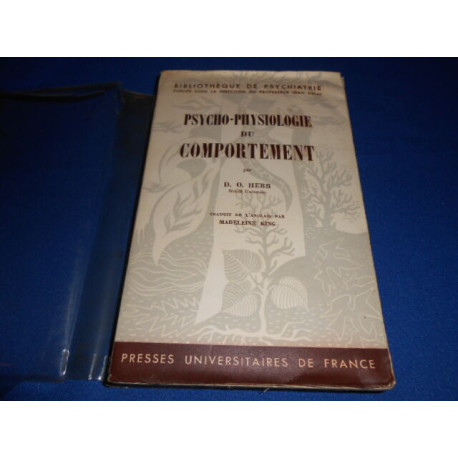 BIBLIOTHÈQUE DE PSYCHIATRIE
PSYCHO-PHYSIOLOGIE
DU
COMPORTEMENT
par
D. O. HEBB
TRADUIT DE L'ANGLAIS PAR
MADELEINE KING
PRESSES UNIVERSITAIRES DE FRANCE